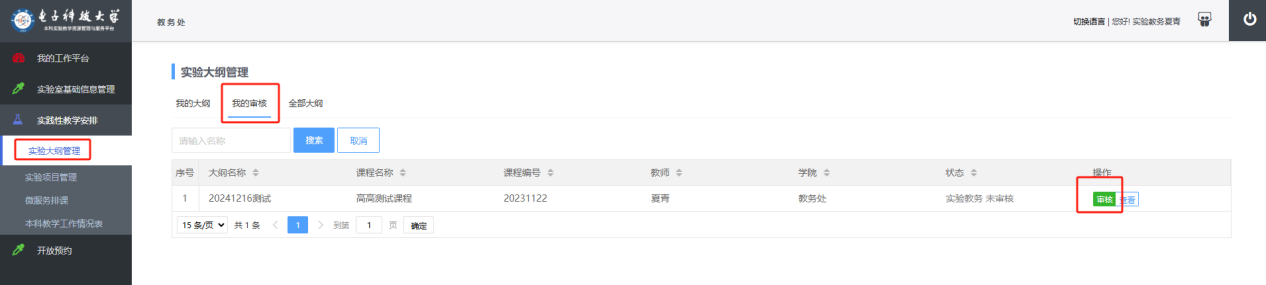 电子科技大学
本科实验教学资源管理与服务平台
教务处
切换语言 | 您好! 实验教务夏青
我的工作平台
实验室基础信息管理
实践性教学安排
实验大纲管理
实验项目管理
微服务排课
本科教学工作情况表
开放预约
实验大纲管理
我的大纲 我的审核 全部大纲
请输入名称 搜索 取消
序号 大纲名称 课程名称 课程编号 教师 学院 状态 操作
1 20241216测试 高高测试课程 20231122 夏青 教务处 实验教务 未审核 审核 查看
15 条/页 共 1 条 1 到第 1 页 确定